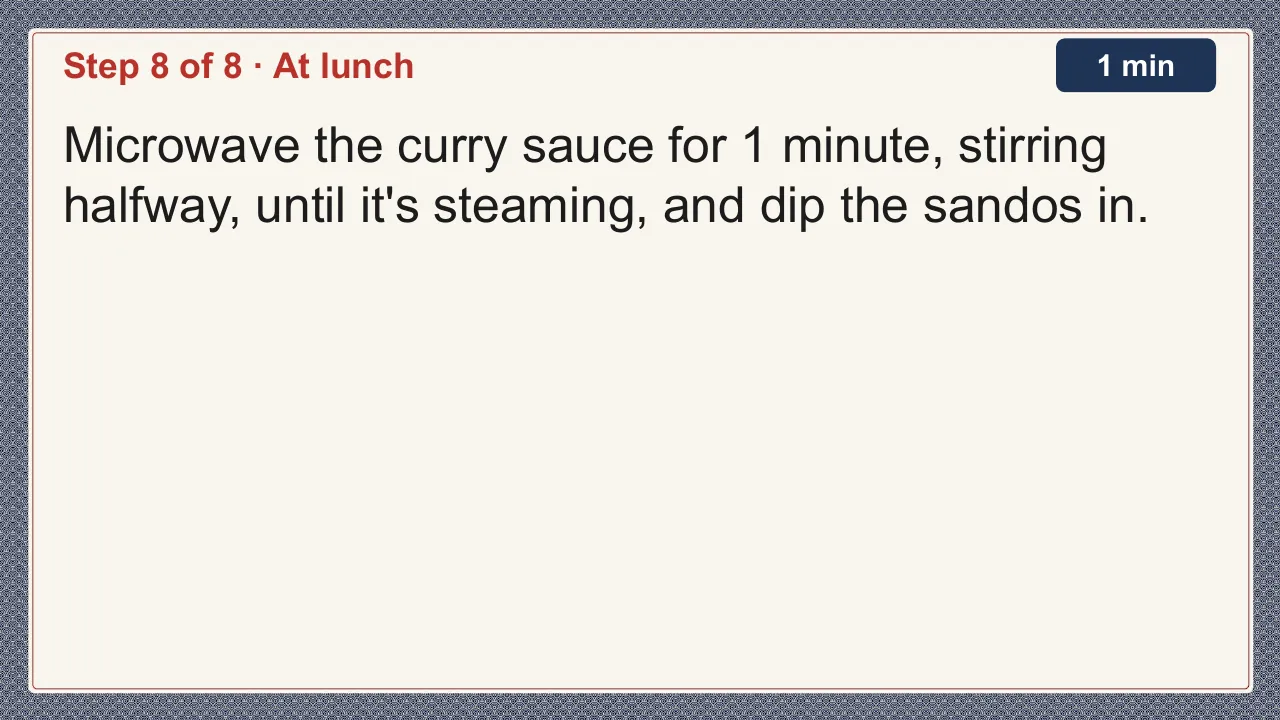 Step 8 of 8 · At lunch
1 min
Microwave the curry sauce for 1 minute, stirring
halfway, until it's steaming, and dip the sandos in.